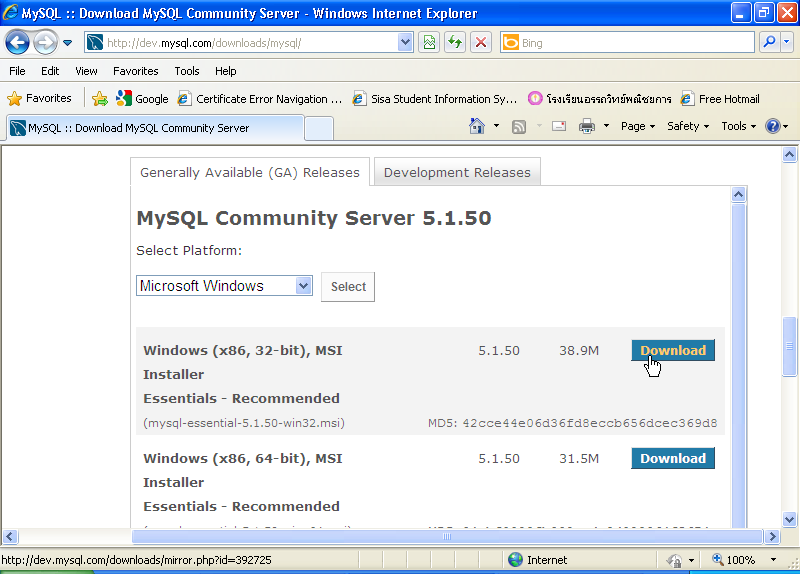 MySQL :: Download MySQL Community Server - Windows Internet Explorer
http://dev.mysql.com/downloads/mysql/
Bing
File Edit View Favorites Tools Help
Favorites Google Certificate Error Navigation ... Sisa Student Information Sy... โรงเรียนอรรถวิทย์พณิชยการ Free Hotmail
MySQL :: Download MySQL Community Server
Page Safety Tools
Generally Available (GA) Releases Development Releases
MySQL Community Server 5.1.50
Select Platform:
Microsoft Windows Select
Windows (x86, 32-bit), MSI 5.1.50 38.9M Download
Installer
Essentials - Recommended
(mysql-essential-5.1.50-win32.msi) MD5: 42cce44e06d36fd8eccb656dcec369d8
Windows (x86, 64-bit), MSI 5.1.50 31.5M Download
Installer
Essentials - Recommended
http://dev.mysql.com/downloads/mirror.php?id=392725 Internet 100%